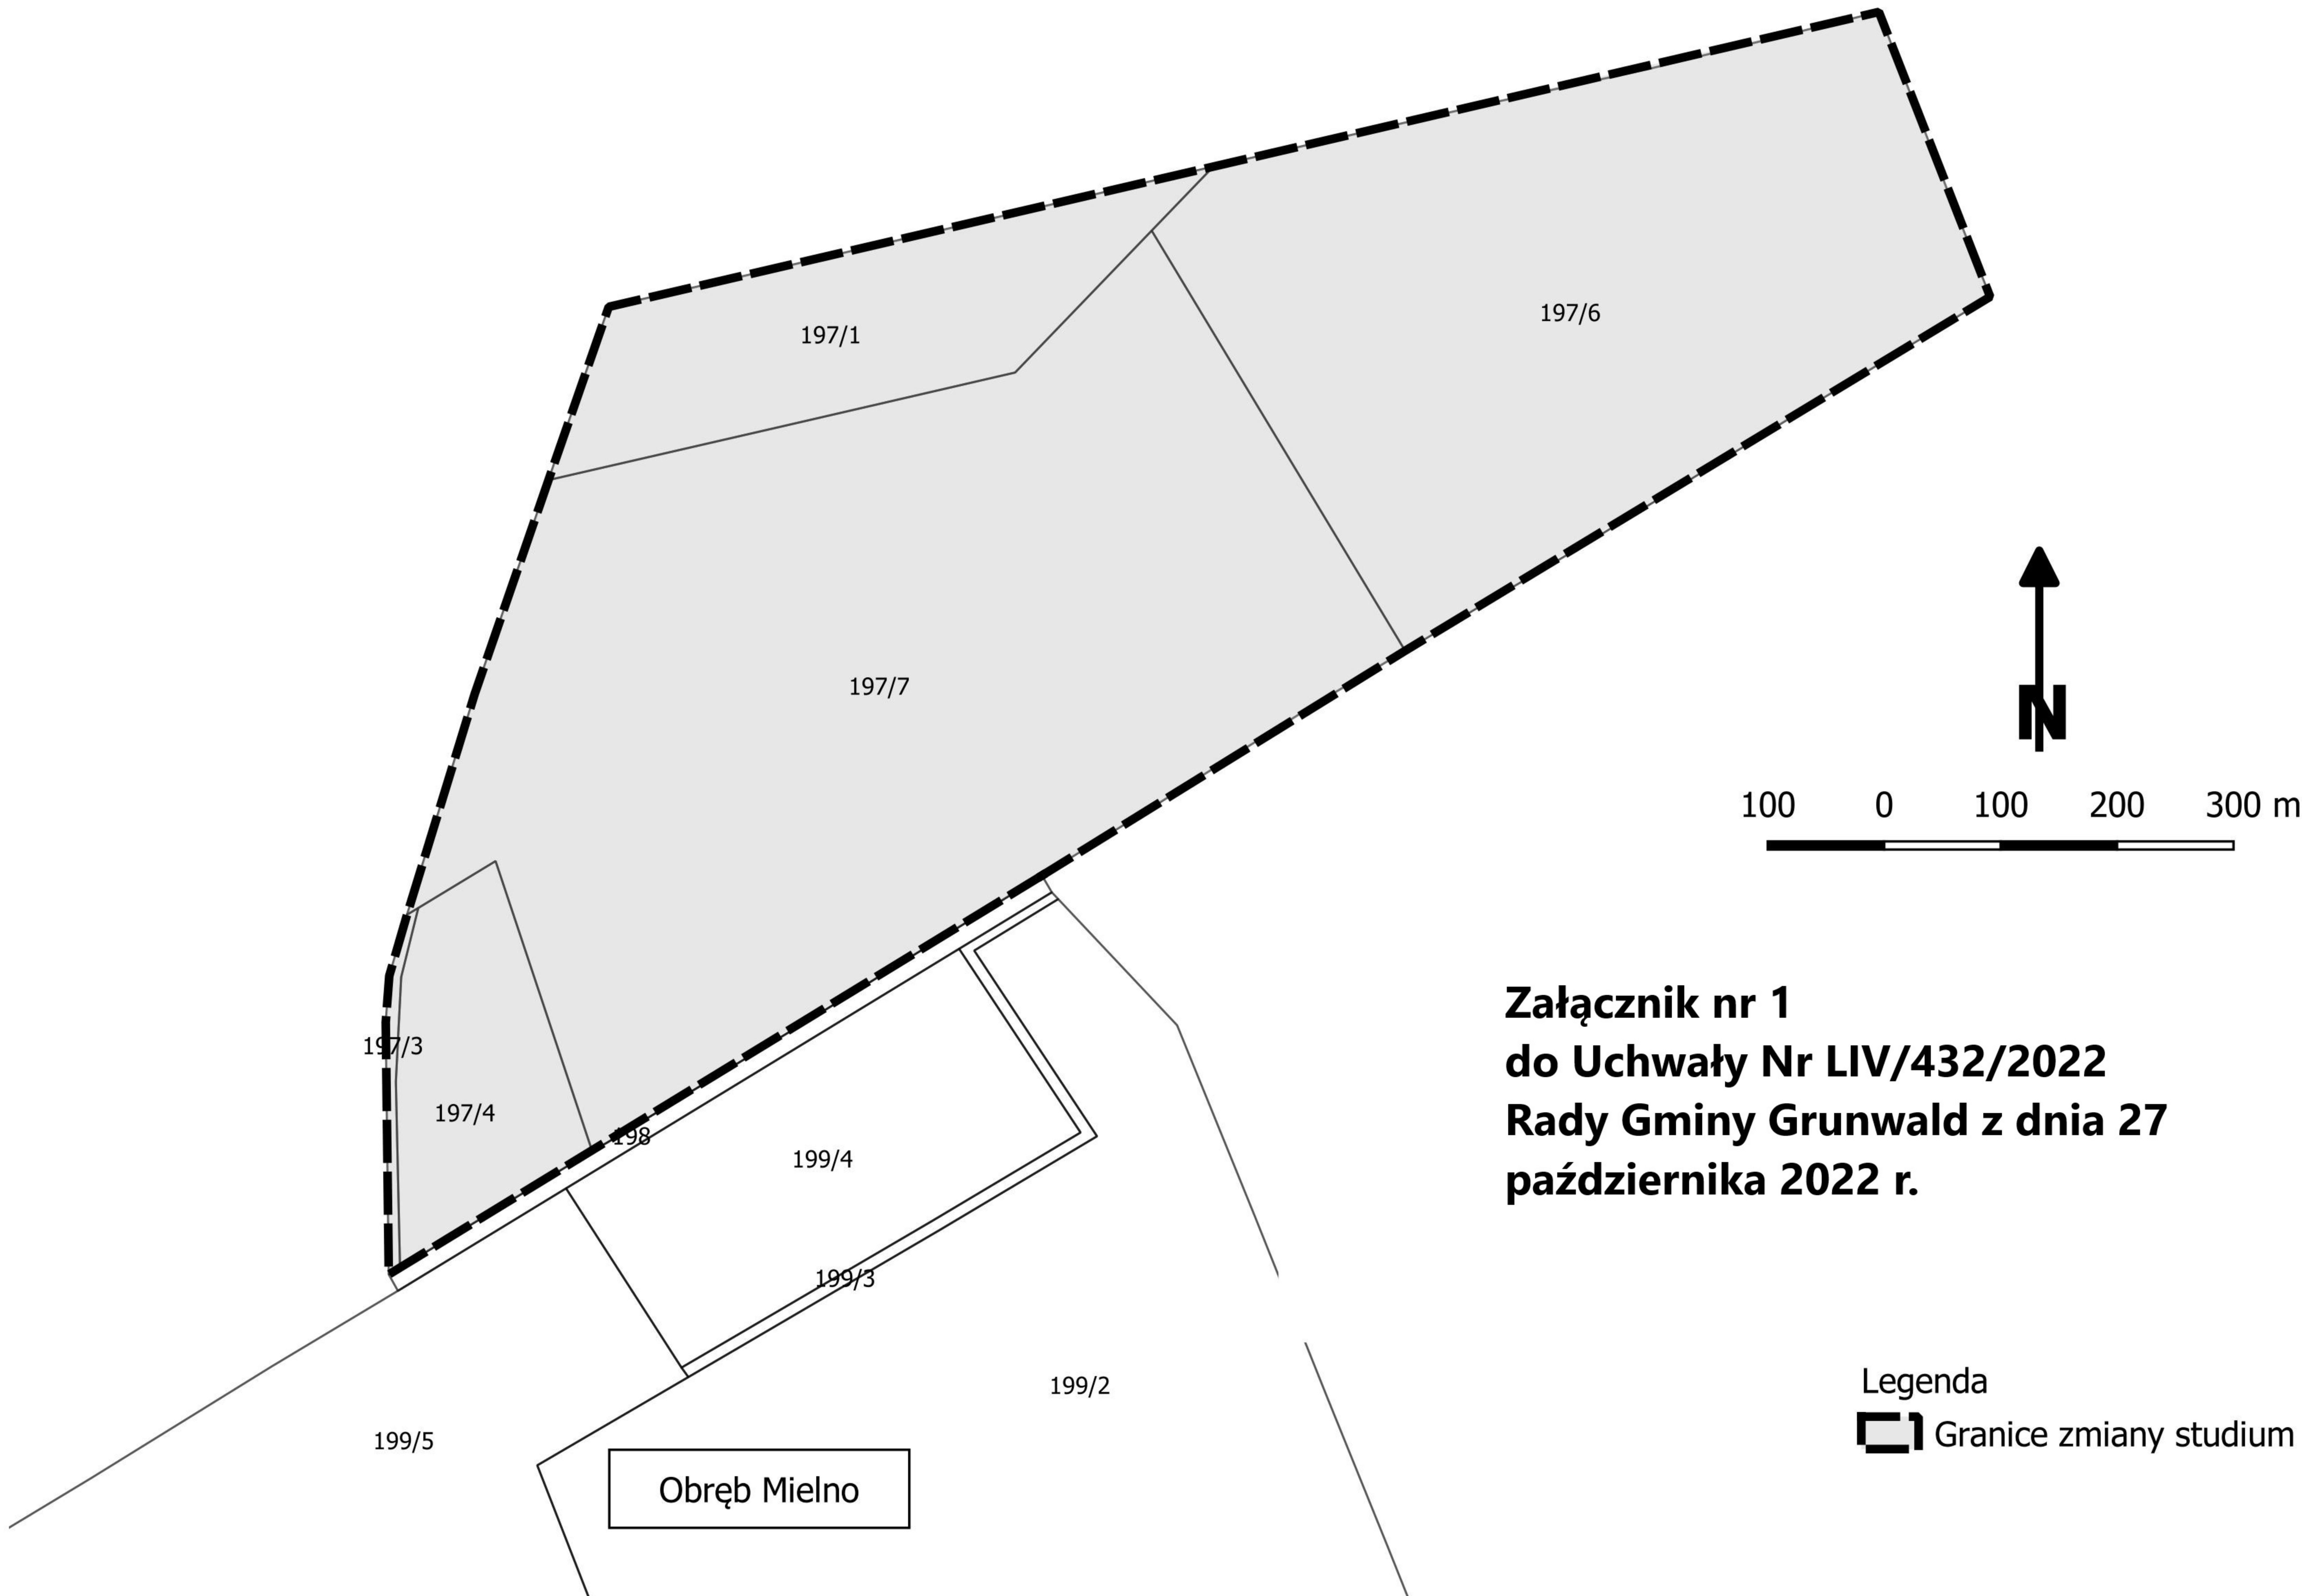 197/1
197/6
197/7
N
100 0 100 200 300 m
197/3
197/4
198
199/4
199/3
199/2
199/5
Obręb Mielno
Załącznik nr 1
do Uchwały Nr LIV/432/2022
Rady Gminy Grunwald z dnia 27
października 2022 r.
Legenda
Granice zmiany studium